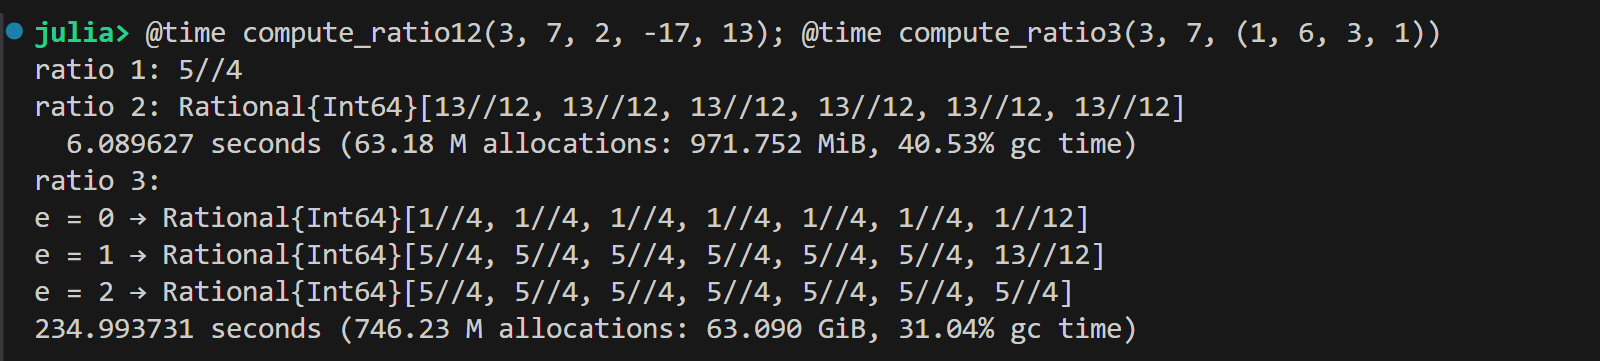 julia> @time compute_ratio12(3, 7, 2, -17, 13); @time compute_ratio3(3, 7, (1, 6, 3, 1))
ratio 1: 5//4
ratio 2: Rational{Int64}[13//12, 13//12, 13//12, 13//12, 13//12, 13//12]
  6.089627 seconds (63.18 M allocations: 971.752 MiB, 40.53% gc time)
ratio 3:
e = 0 → Rational{Int64}[1//4, 1//4, 1//4, 1//4, 1//4, 1//4, 1//12]
e = 1 → Rational{Int64}[5//4, 5//4, 5//4, 5//4, 5//4, 5//4, 13//12]
e = 2 → Rational{Int64}[5//4, 5//4, 5//4, 5//4, 5//4, 5//4, 5//4]
234.993731 seconds (746.23 M allocations: 63.090 GiB, 31.04% gc time)